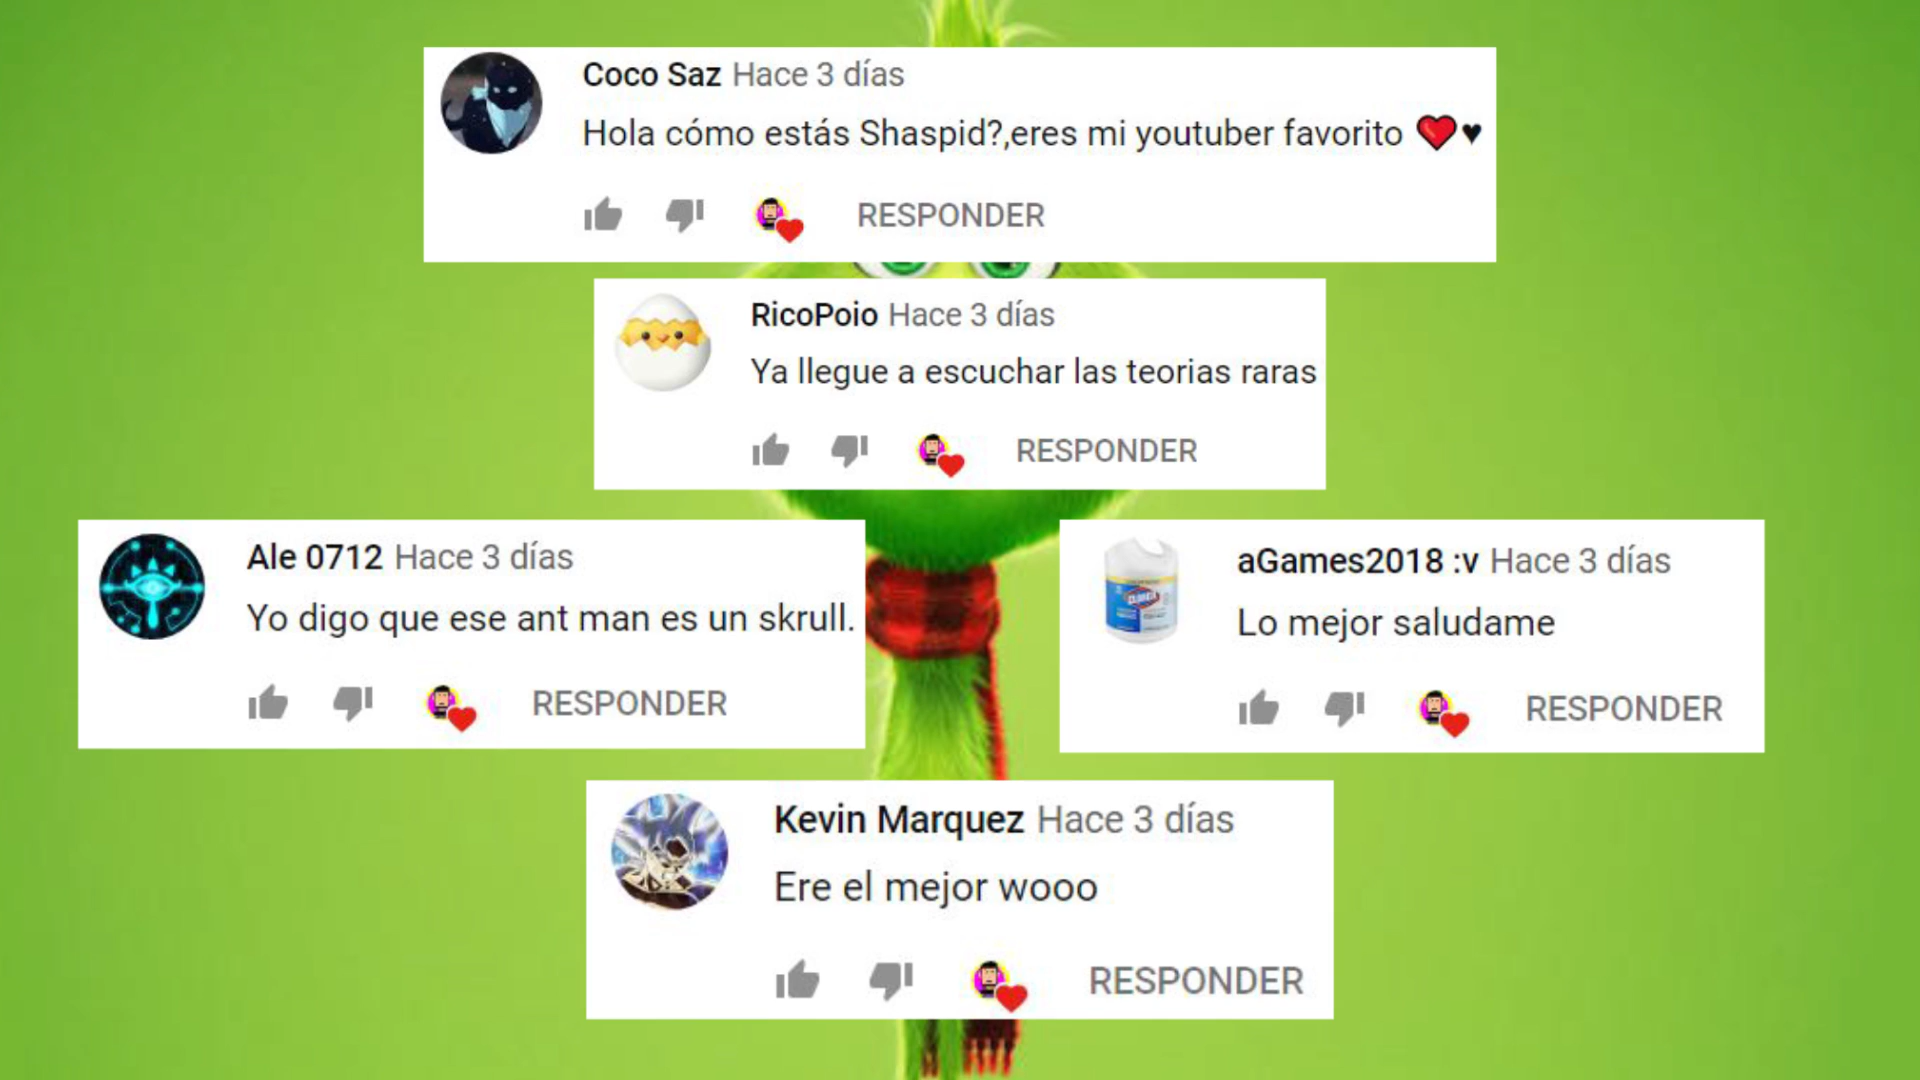 Coco Saz Hace 3 días
Hola cómo estás Shaspid?,eres mi youtuber favorito ❤️♥
RESPONDER
RicoPoio Hace 3 días
Ya llegue a escuchar las teorias raras
RESPONDER
Ale 0712 Hace 3 días
Yo digo que ese ant man es un skrull.
RESPONDER
aGames2018 :v Hace 3 días
Lo mejor saludame
RESPONDER
Kevin Marquez Hace 3 días
Ere el mejor wooo
RESPONDER